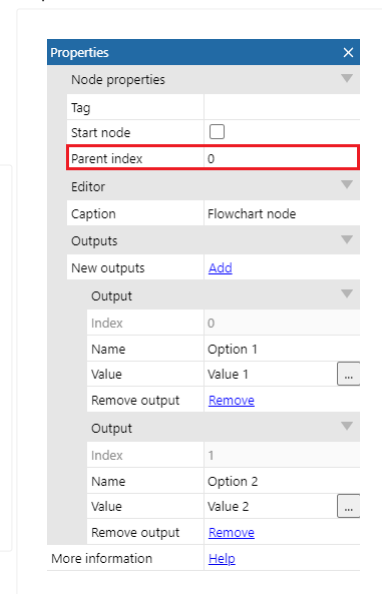 Properties
Node properties
Tag
Start node
Parent index 0
Editor
Caption Flowchart node
Outputs
New outputs Add
Output
Index 0
Name Option 1
Value Value 1 ...
Remove output Remove
Output
Index 1
Name Option 2
Value Value 2 ...
Remove output Remove
More information Help